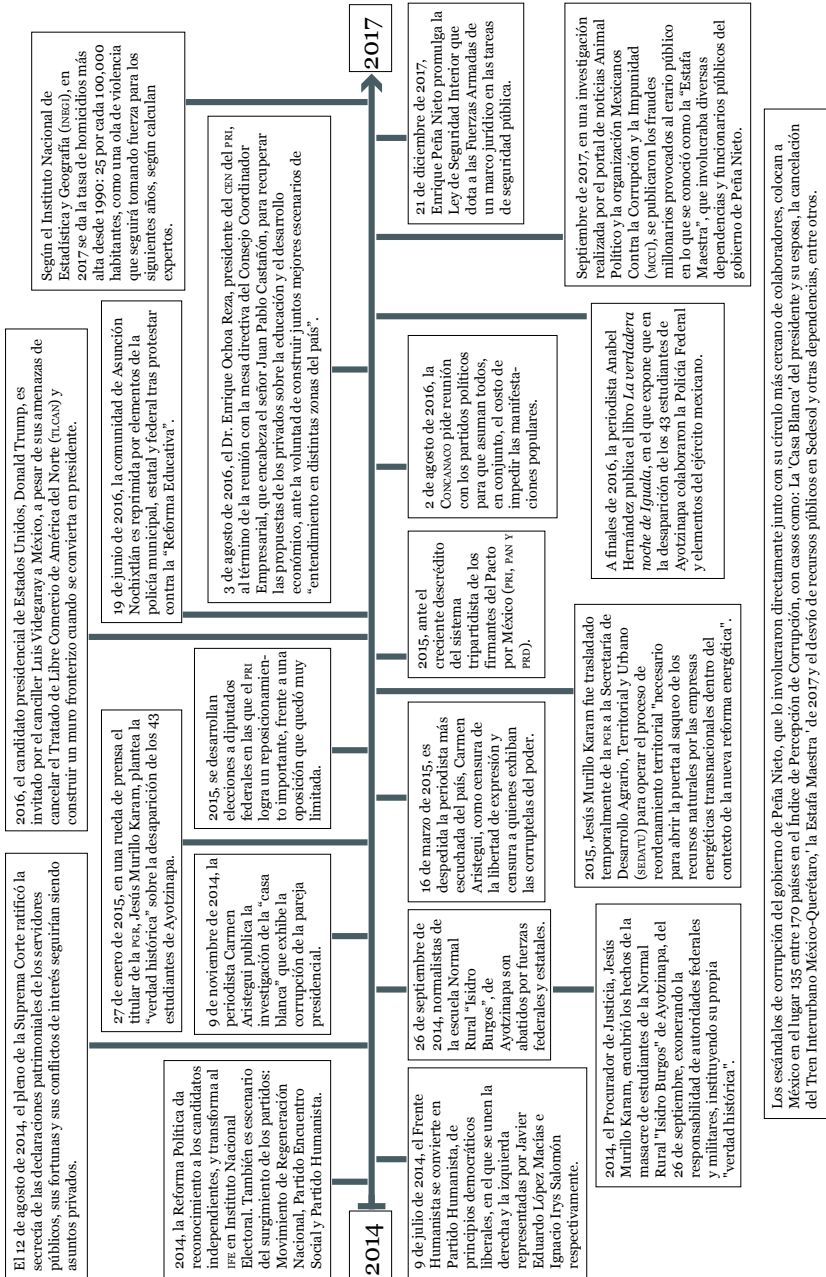 El 12 de agosto de 2014, el pleno de la Suprema Corte ratificó la
secrecía de las declaraciones patrimoniales de los servidores
públicos, sus fortunas y sus conflictos de interés seguirían siendo
asuntos privados.
2016, el candidato presidencial de Estados Unidos, Donald Trump, es
invitado por el canciller Luis Videgaray a México, a pesar de sus amenazas de
cancelar el Tratado de Libre Comercio de América del Norte (TLCAN) y
construir un muro fronterizo cuando se convierta en presidente.
Según el Instituto Nacional de
Estadística y Geografía (INEGI), en
2017 se da la tasa de homicidios más
alta desde 1990: 25 por cada 100,000
habitantes, como una ola de violencia
que seguirá tomando fuerza para los
siguientes años, según calculan
expertos.
27 de enero de 2015, en una rueda de prensa el
titular de la PGR, Jesús Murillo Karam, plantea la
“verdad histórica” sobre la desaparición de los 43
estudiantes de Ayotzinapa.
19 de junio de 2016, la comunidad de Asunción
Nochixtlán es reprimida por elementos de la
policía municipal, estatal y federal tras protestar
contra la “Reforma Educativa”.
2014, la Reforma Política da
reconocimiento a los candidatos
independientes, y transforma al
IFE en Instituto Nacional
Electoral. También es escenario
del surgimiento de los partidos:
Movimiento de Regeneración
Nacional, Partido Encuentro
Social y Partido Humanista.
9 de noviembre de 2014, la
periodista Carmen
Aristegui publica la
investigación de la “casa
blanca” que exhibe la
corrupción de la pareja
presidencial.
2015, se desarrollan
elecciones a diputados
federales en las que el PRI
logra un reposicionamien-
to importante, frente a una
oposición que quedó muy
limitada.
3 de agosto de 2016, el Dr. Enrique Ochoa Reza, presidente del CEN del PRI,
al término de la reunión con la mesa directiva del Consejo Coordinador
Empresarial, que encabeza el señor Juan Pablo Castañón, para recuperar
las propuestas de los privados sobre la educación y el desarrollo
económico, ante la voluntad de construir juntos mejores escenarios de
“entendimiento en distintas zonas del país”.
2014
2017
9 de julio de 2014, el Frente
Humanista se convierte en
Partido Humanista, de
principios democráticos
liberales, en el que se unen la
derecha y la izquierda
representadas por Javier
Eduardo López Macías e
Ignacio Irys Salomón
respectivamente.
26 de septiembre de
2014, normalistas de
la escuela Normal
Rural “Isidro
Burgos”, de
Ayotzinapa son
abatidos por fuerzas
federales y estatales.
16 de marzo de 2015, es
despedida la periodista más
escuchada del país, Carmen
Aristegui, como censura de
la libertad de expresión y
censura a quienes exhiban
las corruptelas del poder.
2015, ante el
creciente descrédito
del sistema
tripartidista de los
firmantes del Pacto
por México (PRI, PAN Y
PRD).
2 de agosto de 2016, la
CONCANACO pide reunión
con los partidos políticos
para que asuman todos,
en conjunto, el costo de
impedir las manifesta-
ciones populares.
21 de diciembre de 2017,
Enrique Peña Nieto promulga la
Ley de Seguridad Interior que
dota a las Fuerzas Armadas de
un marco jurídico en las tareas
de seguridad pública.
2014, el Procurador de Justicia, Jesús
Murillo Karam, encubrió los hechos de la
masacre de estudiantes de la Normal
Rural "Isidro Burgos" de Ayotzinapa, del
26 de septiembre, exonerando la
responsabilidad de autoridades federales
y militares, instituyendo su propia
"verdad histórica".
2015, Jesús Murillo Karam fue trasladado
temporalmente de la PGR a la Secretaría de
Desarrollo Agrario, Territorial y Urbano
(SEDATU) para operar el proceso de
reordenamiento territorial "necesario
para abrir la puerta al saqueo de los
recursos naturales por las empresas
energéticas transnacionales dentro del
contexto de la nueva reforma energética".
A finales de 2016, la periodista Anabel
Hernández publica el libro La verdadera
noche de Iguala, en el que expone que en
la desaparición de los 43 estudiantes de
Ayotzinapa colaboraron la Policía Federal
y elementos del ejército mexicano.
Septiembre de 2017, en una investigación
realizada por el portal de noticias Animal
Político y la organización Mexicanos
Contra la Corrupción y la Impunidad
(MCCI), se publicaron los fraudes
millonarios provocados al erario público
en lo que se conoció como la “Estafa
Maestra”, que involucraba diversas
dependencias y funcionarios públicos del
gobierno de Peña Nieto.
Los escándalos de corrupción del gobierno de Peña Nieto, que lo involucraron directamente junto con su círculo más cercano de colaboradores, colocan a
México en el lugar 135 entre 170 países en el Índice de Percepción de Corrupción, con casos como: La 'Casa Blanca' del presidente y su esposa, la cancelación
del Tren Interurbano México-Querétaro,' la Estafa Maestra ' de 2017 y el desvío de recursos públicos en Sedesol y otras dependencias, entre otros.